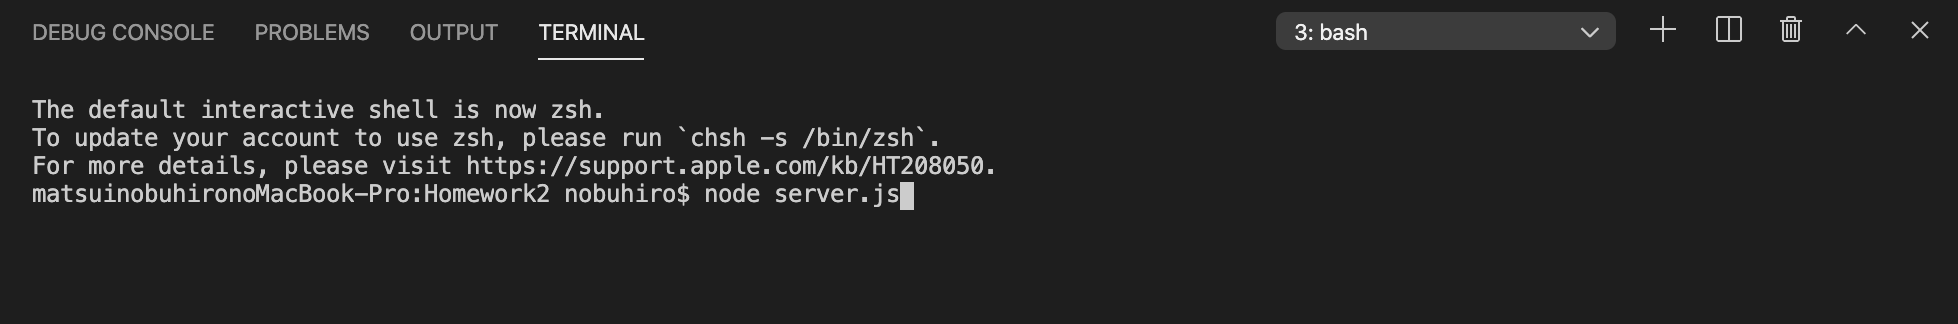 DEBUG CONSOLE PROBLEMS OUTPUT TERMINAL 3: bash
The default interactive shell is now zsh.
To update your account to use zsh, please run `chsh -s /bin/zsh`.
For more details, please visit https://support.apple.com/kb/HT208050.
matsuinobuhironoMacBook-Pro:Homework2 nobuhiro$ node server.js